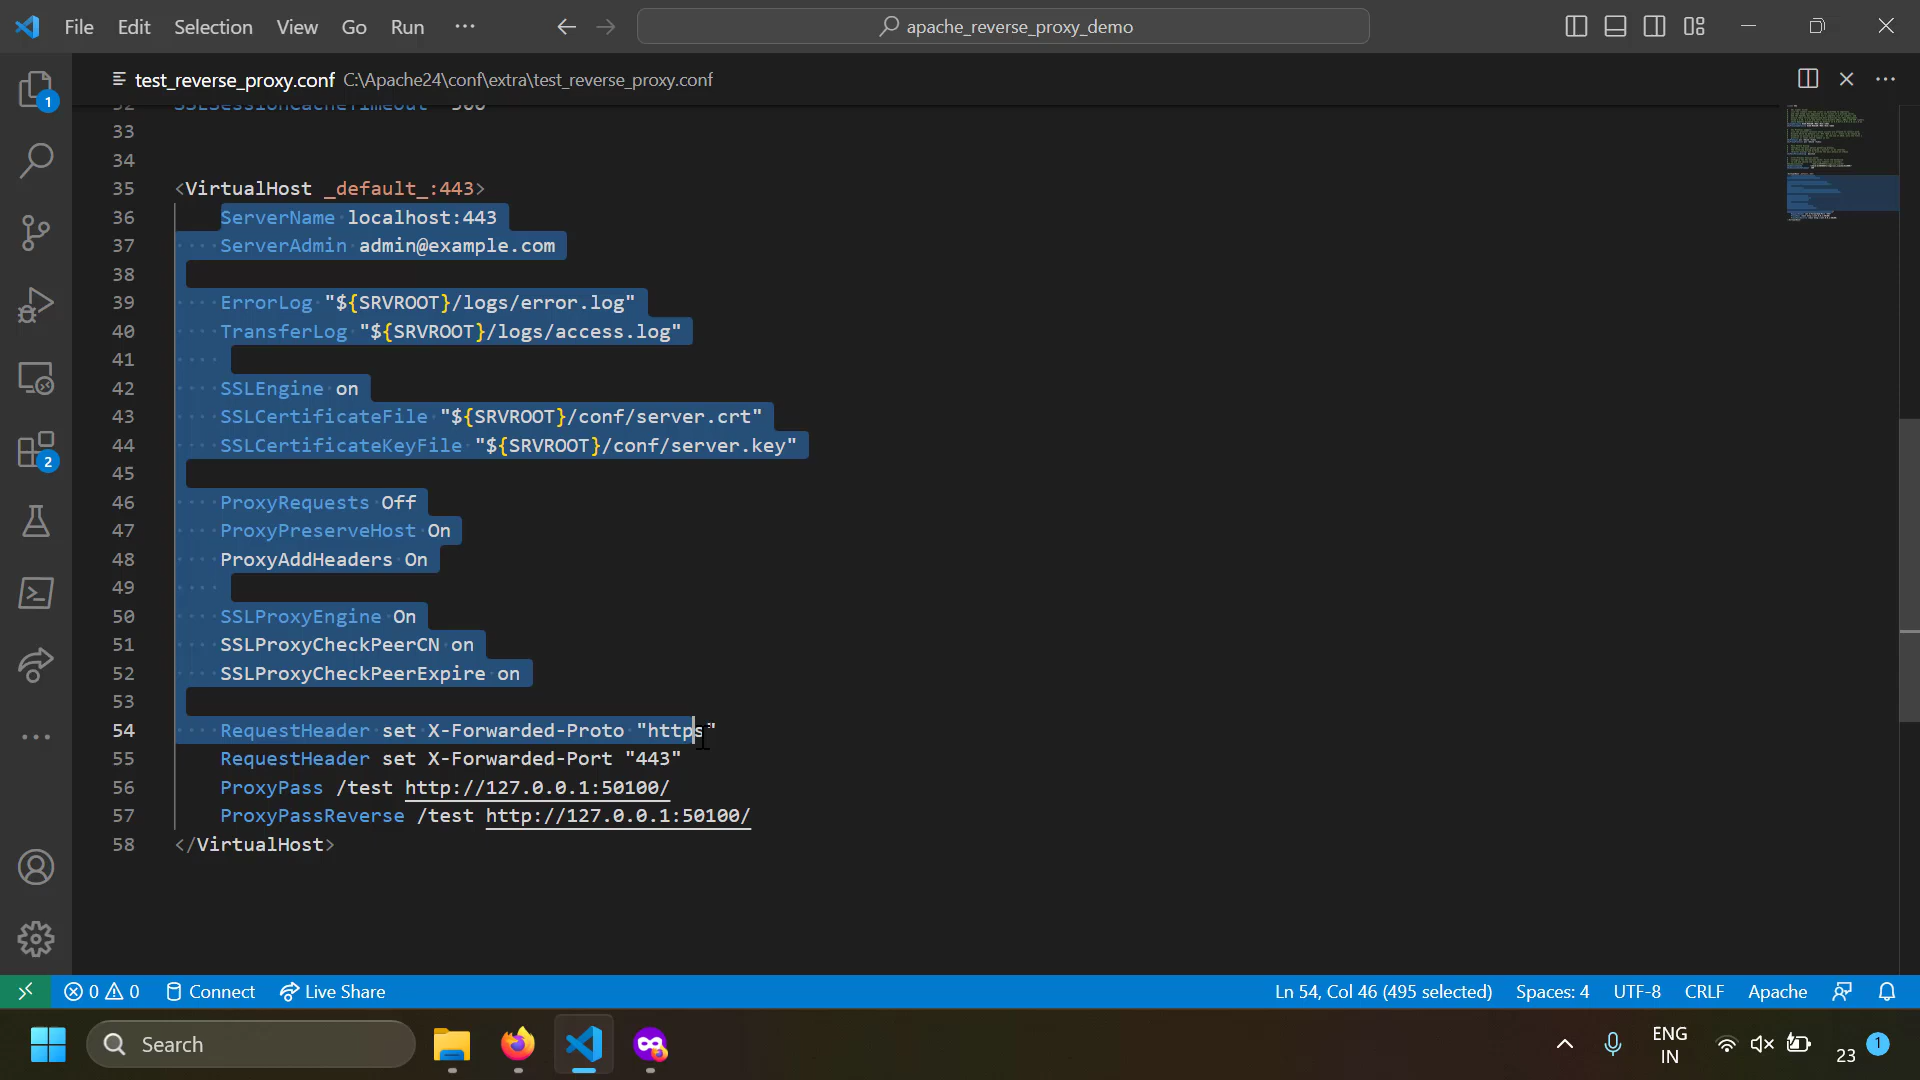 File Edit Selection View Go Run ··· apache_reverse_proxy_demo
test_reverse_proxy.conf C:\Apache24\conf\extra\test_reverse_proxy.conf
32 SSLSessionCacheTimeout 300
33
34
35 <VirtualHost _default_:443>
36 ServerName localhost:443
37 ServerAdmin admin@example.com
38
39 ErrorLog "${SRVROOT}/logs/error.log"
40 TransferLog "${SRVROOT}/logs/access.log"
41
42 SSLEngine on
43 SSLCertificateFile "${SRVROOT}/conf/server.crt"
44 SSLCertificateKeyFile "${SRVROOT}/conf/server.key"
45
46 ProxyRequests Off
47 ProxyPreserveHost On
48 ProxyAddHeaders On
49
50 SSLProxyEngine On
51 SSLProxyCheckPeerCN on
52 SSLProxyCheckPeerExpire on
53
54 RequestHeader set X-Forwarded-Proto "https"
55 RequestHeader set X-Forwarded-Port "443"
56 ProxyPass /test http://127.0.0.1:50100/
57 ProxyPassReverse /test http://127.0.0.1:50100/
58 </VirtualHost>
1
2
0 0 Connect Live Share Ln 54, Col 46 (495 selected) Spaces: 4 UTF-8 CRLF Apache
Search ENG
IN 23 1